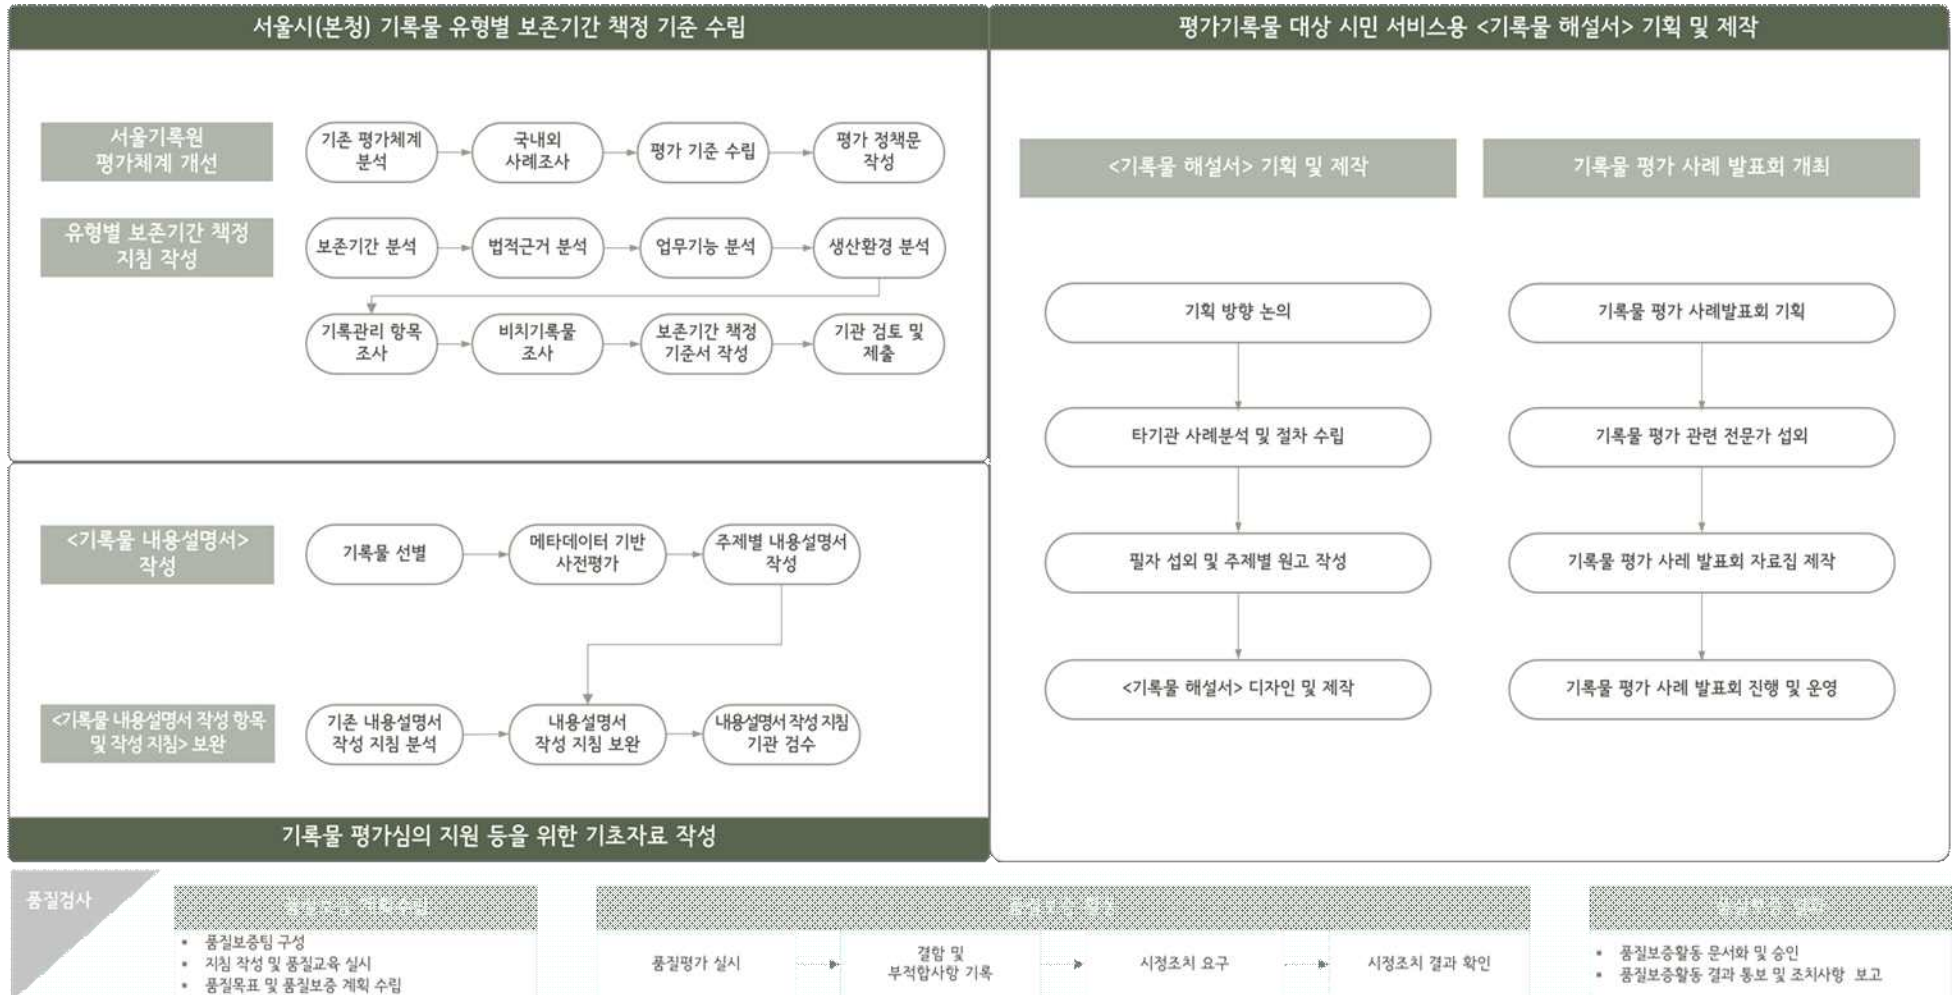 서울시(본청) 기록물 유형별 보존기간 책정 기준 수립
서울기록원
평가체계 개선
기존 평가체계
분석
국내외
사례조사
평가 기준 수립
평가 정책문
작성
유형별 보존기간 책정
지침 작성
보존기간 분석
법적근거 분석
업무기능 분석
생산환경 분석
기록관리 항목
조사
비치기록물
조사
보존기간 책정
기준서 작성
기관 검토 및
제출
<기록물 내용설명서>
작성
기록물 선별
메타데이터 기반
사전평가
주제별 내용설명서
작성
<기록물 내용설명서 작성 항목
및 작성 지침> 보완
기존 내용설명서
작성 지침 분석
내용설명서
작성 지침 보완
내용설명서 작성 지침
기관 검수
기록물 평가심의 지원 등을 위한 기초자료 작성
평가기록물 대상 시민 서비스용 <기록물 해설서> 기획 및 제작
<기록물 해설서> 기획 및 제작
기획 방향 논의
타기관 사례분석 및 절차 수립
필자 섭외 및 주제별 원고 작성
<기록물 해설서> 디자인 및 제작
기록물 평가 사례 발표회 개최
기록물 평가 사례발표회 기획
기록물 평가 관련 전문가 섭외
기록물 평가 사례 발표회 자료집 제작
기록물 평가 사례 발표회 진행 및 운영
품질검사
품질보증 계획수립
• 품질보증팀 구성
• 지침 작성 및 품질교육 실시
• 품질목표 및 품질보증 계획 수립
품질보증 활동
품질평가 실시
결함 및
부적합사항 기록
시정조치 요구
시정조치 결과 확인
품질보증
• 품질보증활동 문서화 및 승인
• 품질보증활동 결과 통보 및 조치사항 보고